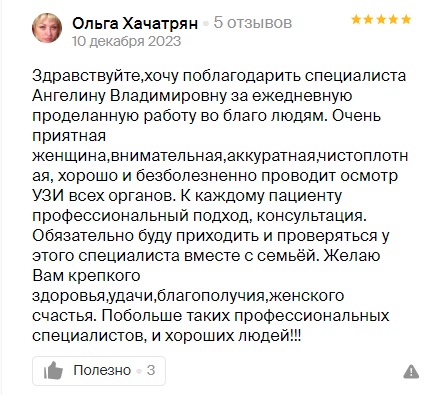 Ольга Хачатрян • 5 отзывов
10 декабря 2023
Здравствуйте,хочу поблагодарить специалиста
Ангелину Владимировну за ежедневную
проделанную работу во благо людям. Очень
приятная
женщина,внимательная,аккуратная,чистоплотн
ая, хорошо и безболезненно проводит осмотр
УЗИ всех органов. К каждому пациенту
профессиональный подход, консультация.
Обязательно буду приходить и проверяться у
этого специалиста вместе с семьёй. Желаю
Вам крепкого
здоровья,удачи,благополучия,женского
счастья. Побольше таких профессиональных
специалистов, и хороших людей!!!
Полезно • 3